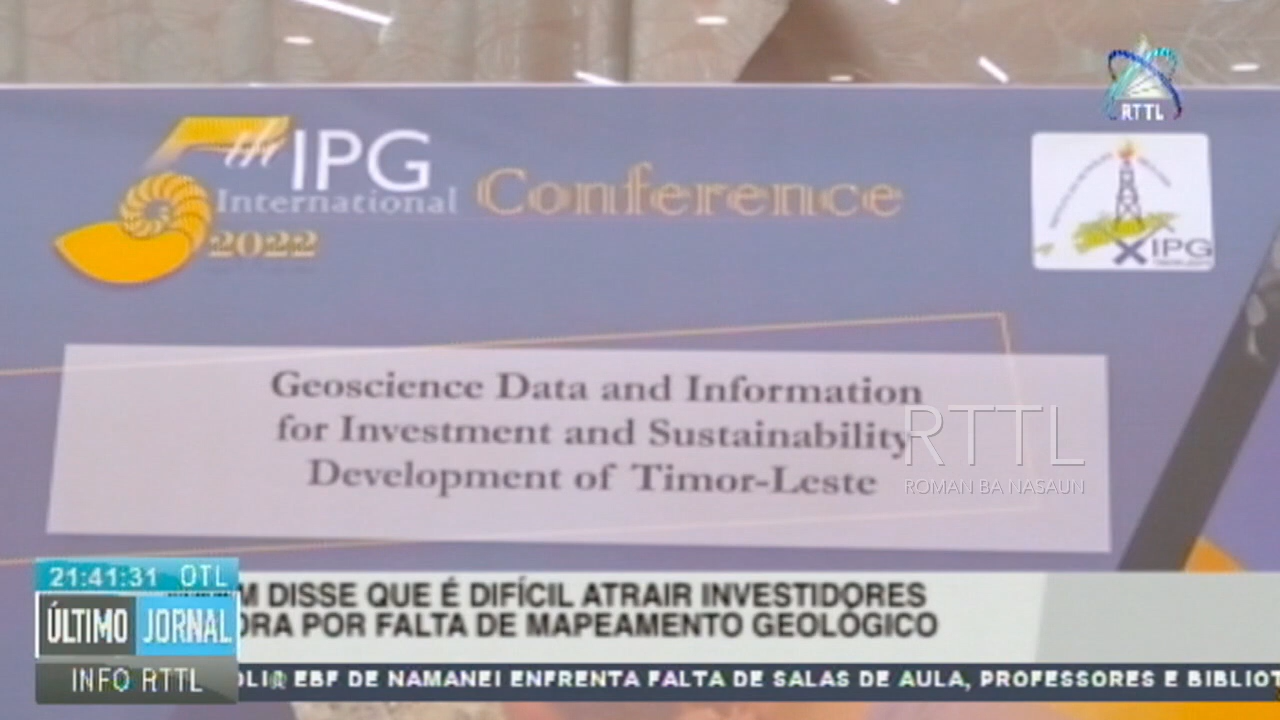 RTTL
5th IPG
International Conference
2022
IPG
Geoscience Data and Information
for Investment and Sustainability
Development of Timor-Leste
RTTL
ROMAN BA NASAUN
21:41:31 OTL
DISSE QUE É DIFÍCIL ATRAIR INVESTIDORES
POR FALTA DE MAPEAMENTO GEOLÓGICO
ÚLTIMO JORNAL
INFO RTTL
EBF DE NAMANEI ENFRENTA FALTA DE SALAS DE AULA, PROFESSORES E BIBLIOT